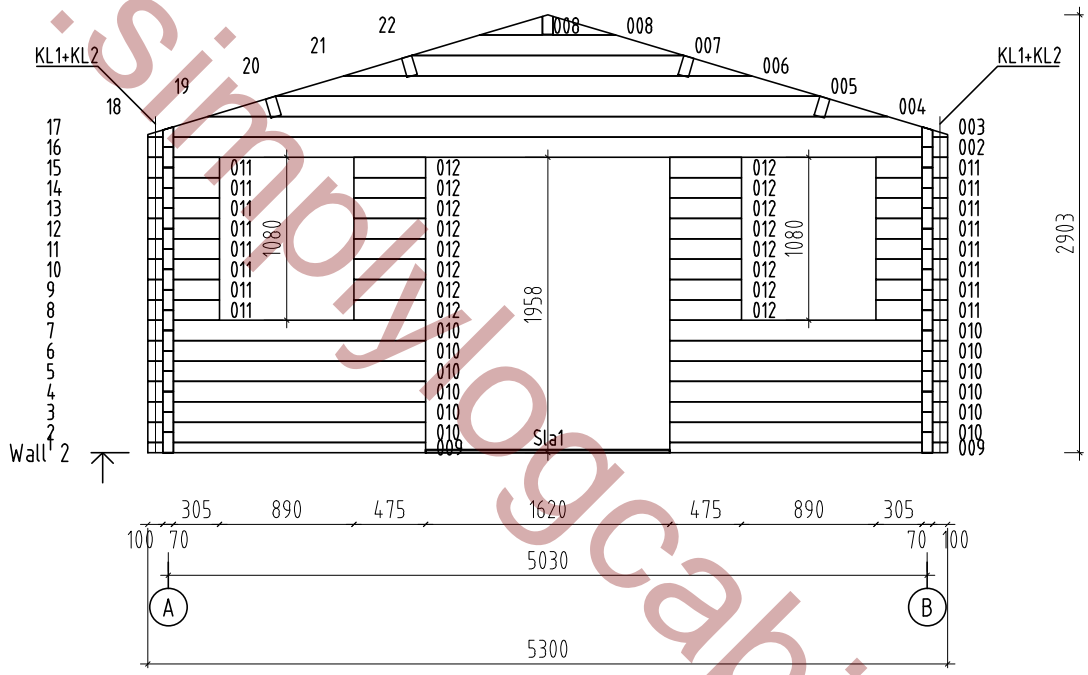 22 008 008
21 007
KL1+KL2 20 006 KL1+KL2
19 005
18 004
17 003
16 002
15 011 012 012 011
14 011 012 012 011
13 011 012 012 011
12 011 012 012 011
11 011 012 012 011
10 011 012 012 011
9 011 012 012 011
8 011 012 012 011
1080 1958 1080 2903
7 010 010
6 010 010
5 010 010
4 010 010
3 010 010
2 010 010
1 009 Sla1 009
Wall 2
305 890 475 1620 475 890 305
100 70 70 100
5030
A B
5300
.simplylogcabi